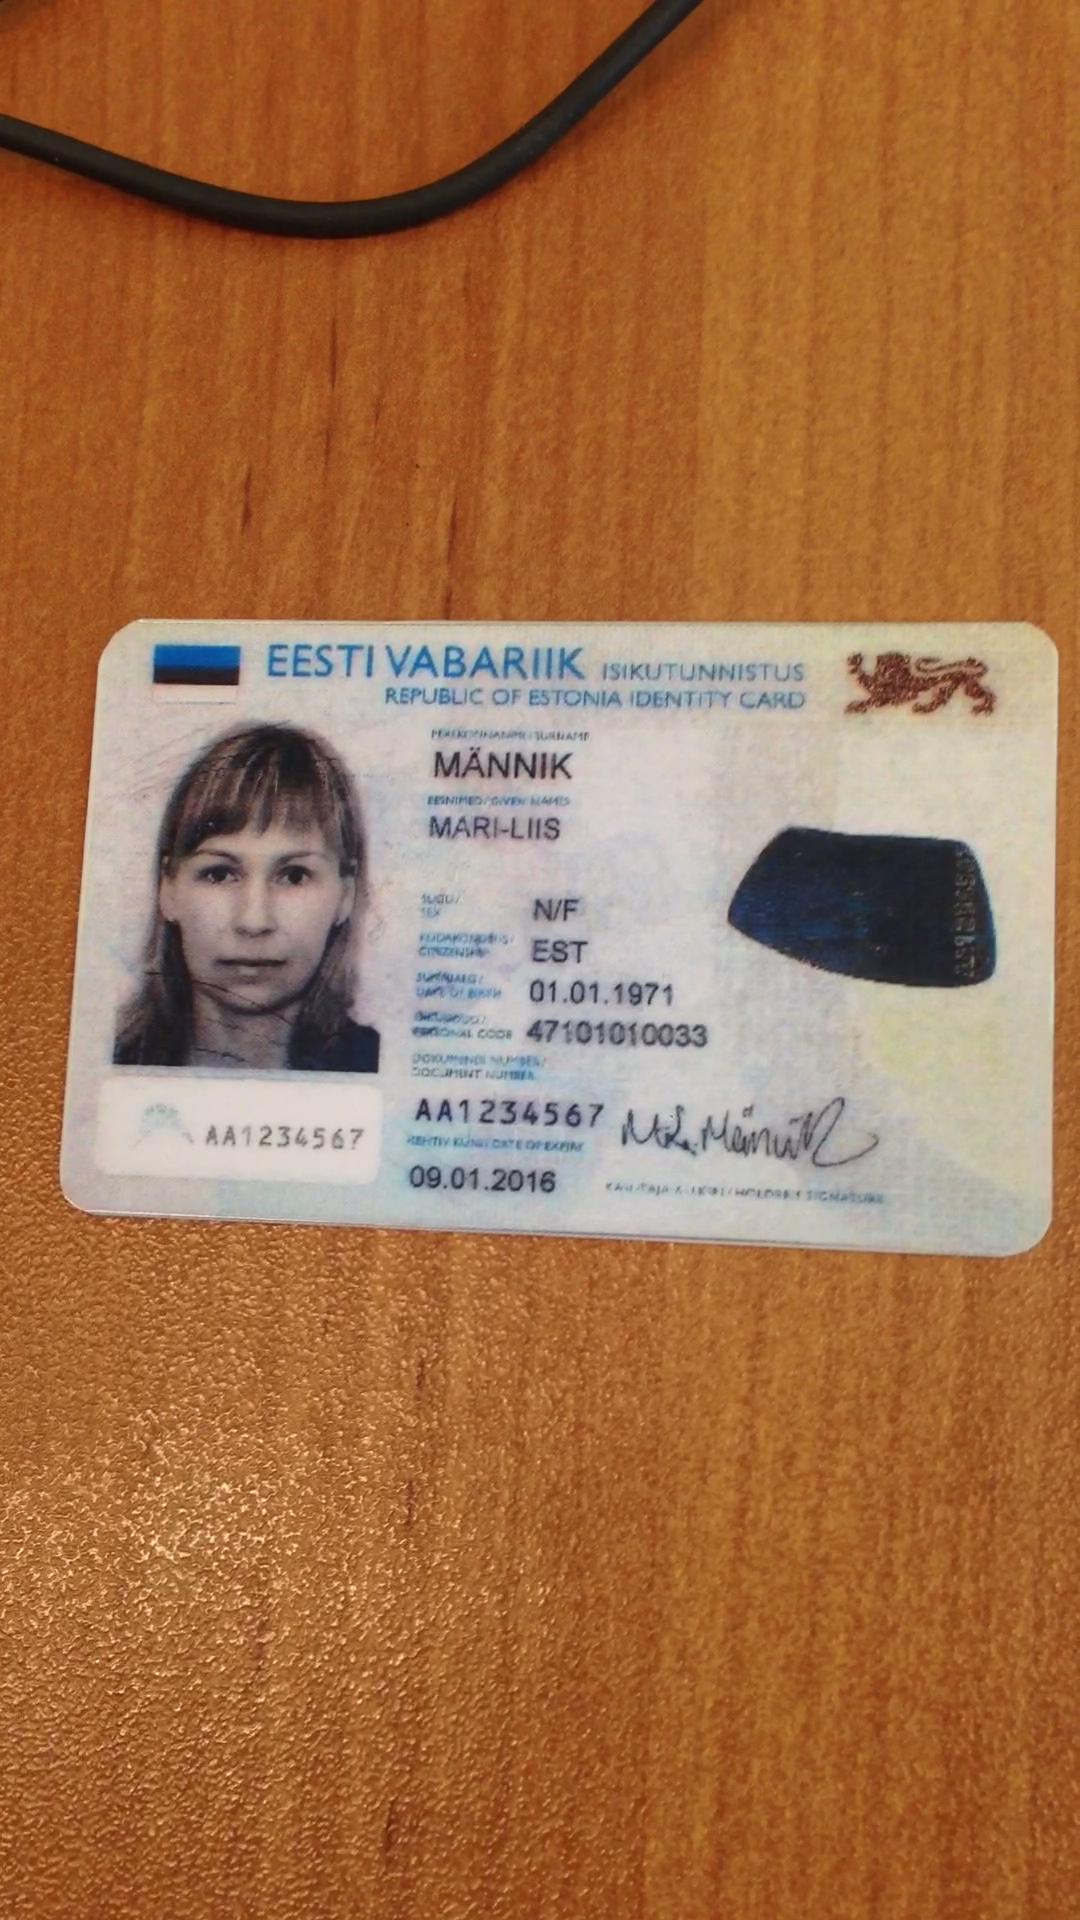 EESTI VABARIIK ISIKUTUNNISTUS
REPUBLIC OF ESTONIA IDENTITY CARD
PEREKONNANIMI/SURNAME
MÄNNIK
EESNIMED/GIVEN NAMES
MARI-LIIS
SUGU/
SEX
N/F
KODAKONDSUS/
CITIZENSHIP
EST
SÜNNIAEG/
DATE OF BIRTH
01.01.1971
ISIKUKOOD/
PERSONAL CODE
47101010033
DOKUMENDI NUMBER/
DOCUMENT NUMBER
AA1234567
AA1234567
M.L. Männik
KEHTIV KUNI/DATE OF EXPIRY
09.01.2016
KASUTAJA ALLKIRI/HOLDER'S SIGNATURE